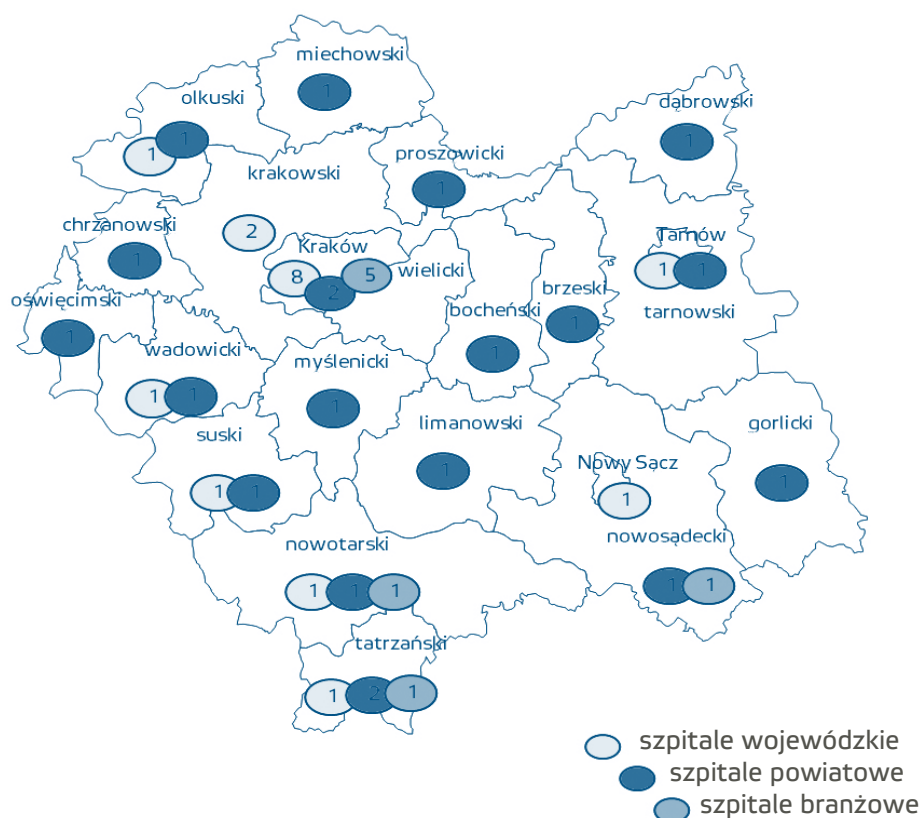 miechowski
1
olkuski
dąbrowski
1 1
1
krakowski
proszowicki
1
chrzanowski
2
1
Kraków
wielicki
8 2 5
Tarnów
1 1
tarnowski
oświęcimski
1
bocheński
1
brzeski
1
wadowicki
1 1
myślenicki
1
suski
1 1
limanowski
1
gorlicki
1
Nowy Sącz
1
nowotarski
1 1 1
nowosądecki
1 1
tatrzański
1 2 1
szpitale wojewódzkie
szpitale powiatowe
szpitale branżowe